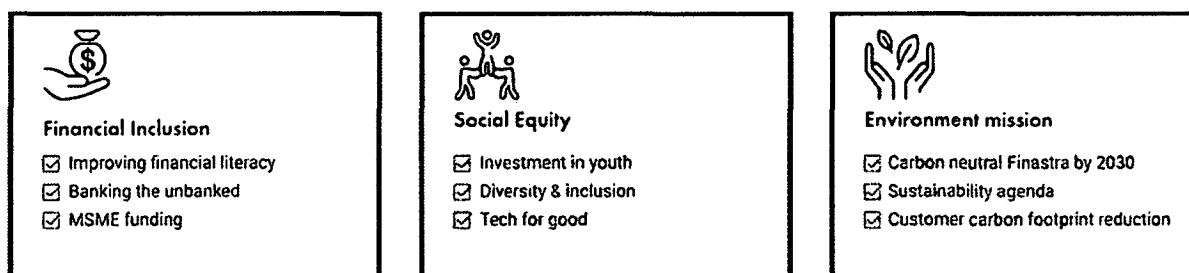 Financial Inclusion
Improving financial literacy
Banking the unbanked
MSME funding
Social Equity
Investment in youth
Diversity & inclusion
Tech for good
Environment mission
Carbon neutral Finastra by 2030
Sustainability agenda
Customer carbon footprint reduction